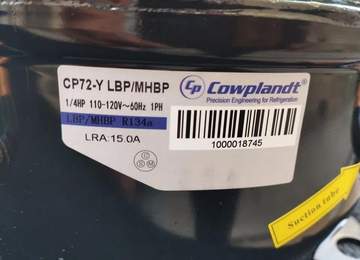 CP72-Y LBP/MHBP
1/4HP 110-120V～60Hz 1PH
LBP/MHBP R134a
LRA:15.0A
Cp Cowplandt
Precision Engineering for Refrigeration
1000018745
Suction tube